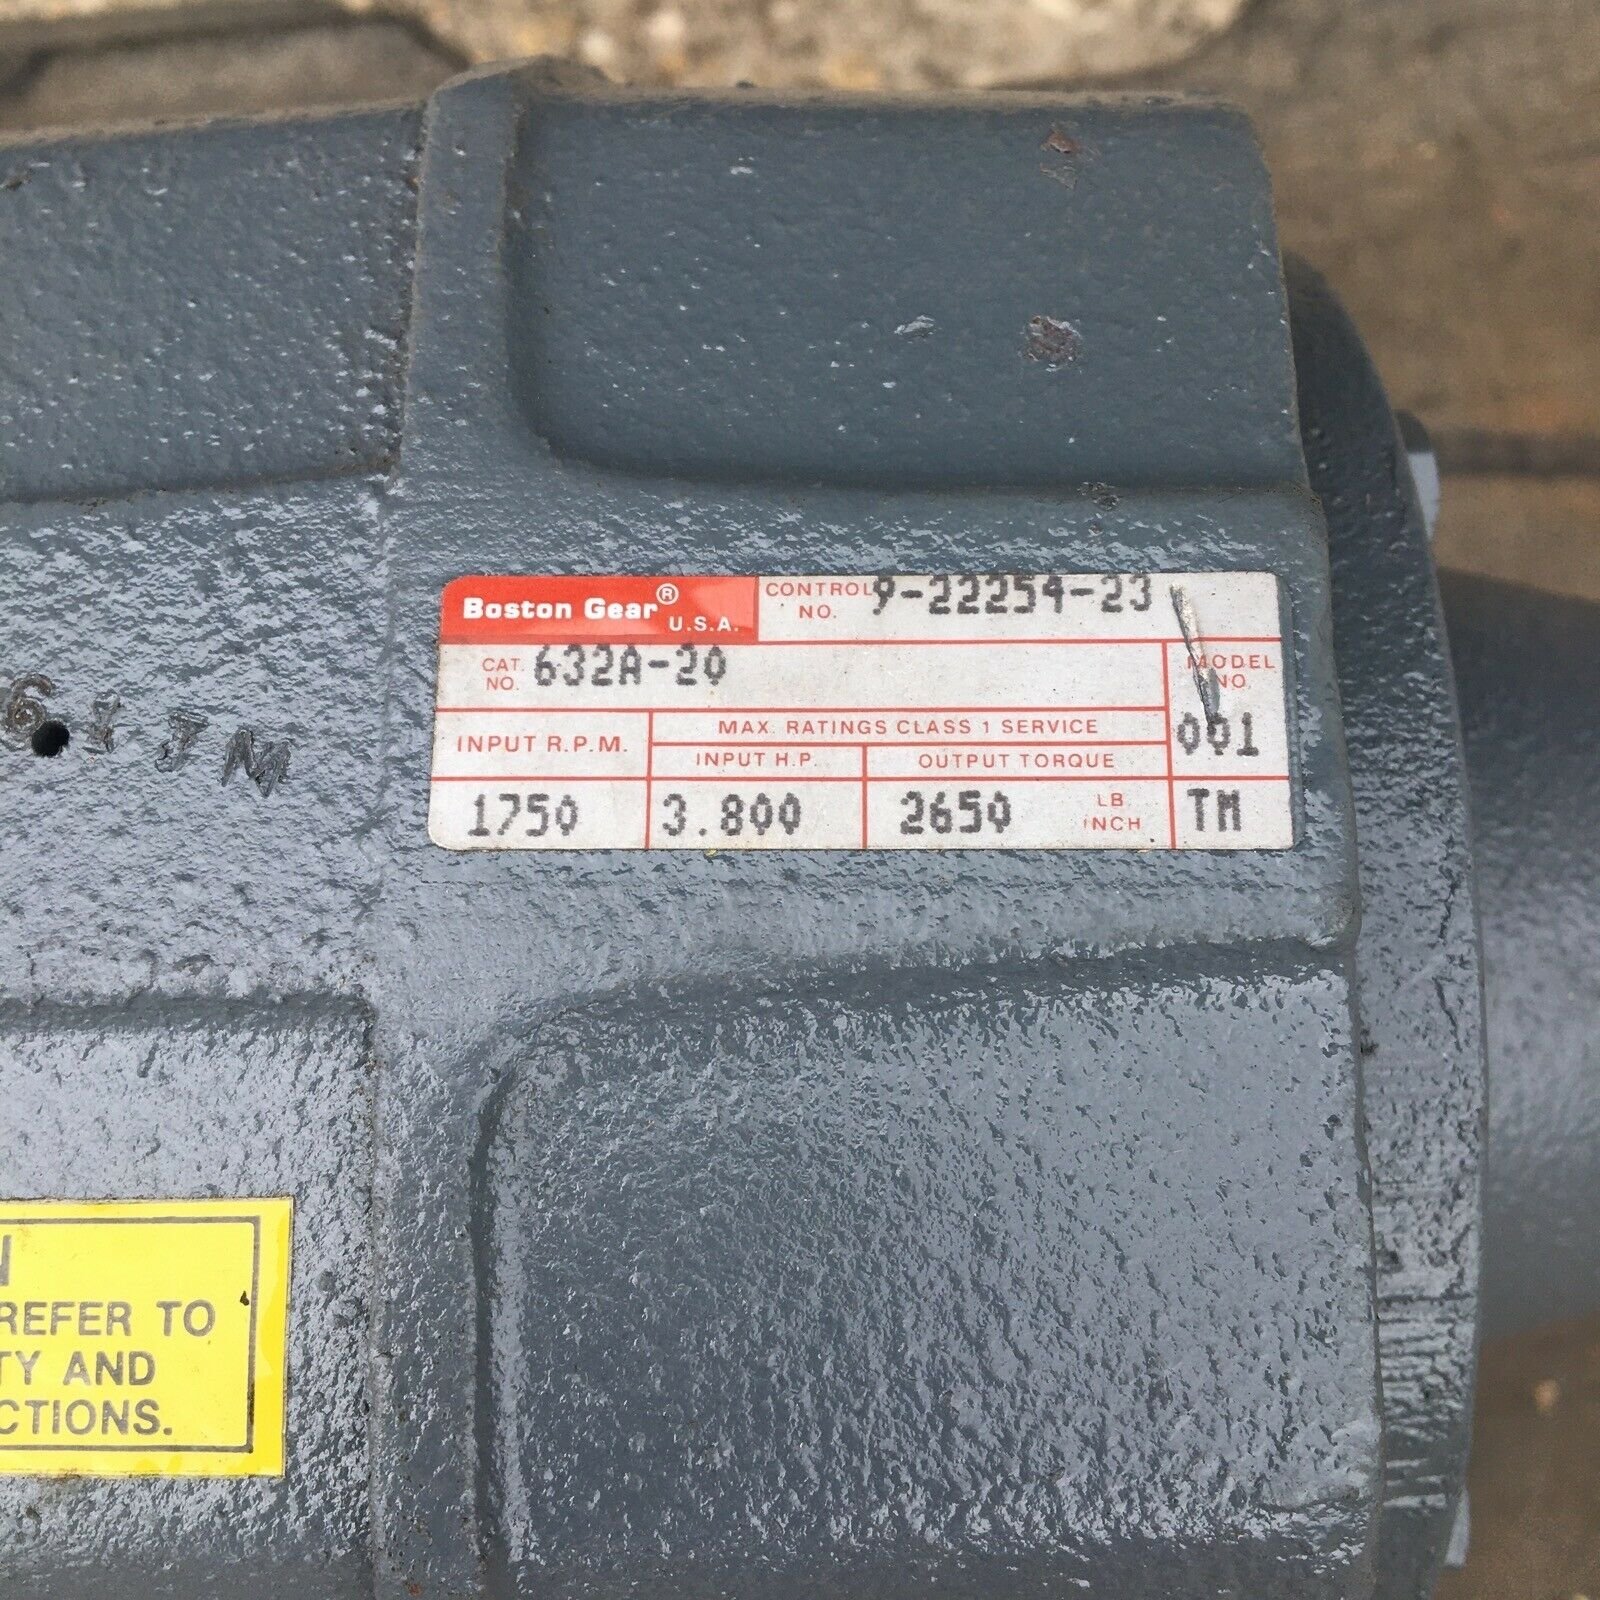 Boston Gear® U.S.A.
CONTROL NO. 9-22254-23
CAT. NO. 632A-20
MODEL NO. 001
INPUT R.P.M.
MAX. RATINGS CLASS 1 SERVICE
INPUT H.P. OUTPUT TORQUE
1750 3.800 2650 LB INCH TM
REFER TO
TY AND
CTIONS.